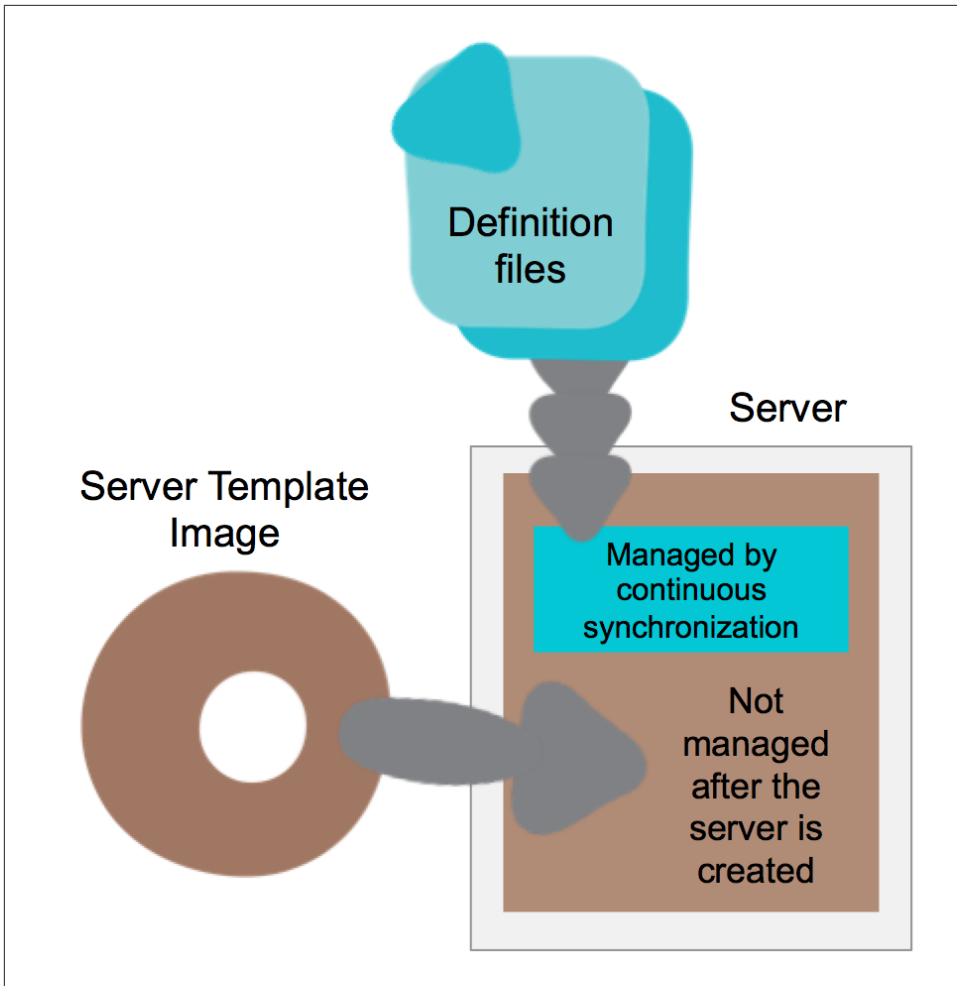 Definition
files
Server
Server Template
Image
Managed by
continuous
synchronization
Not
managed
after the
server is
created